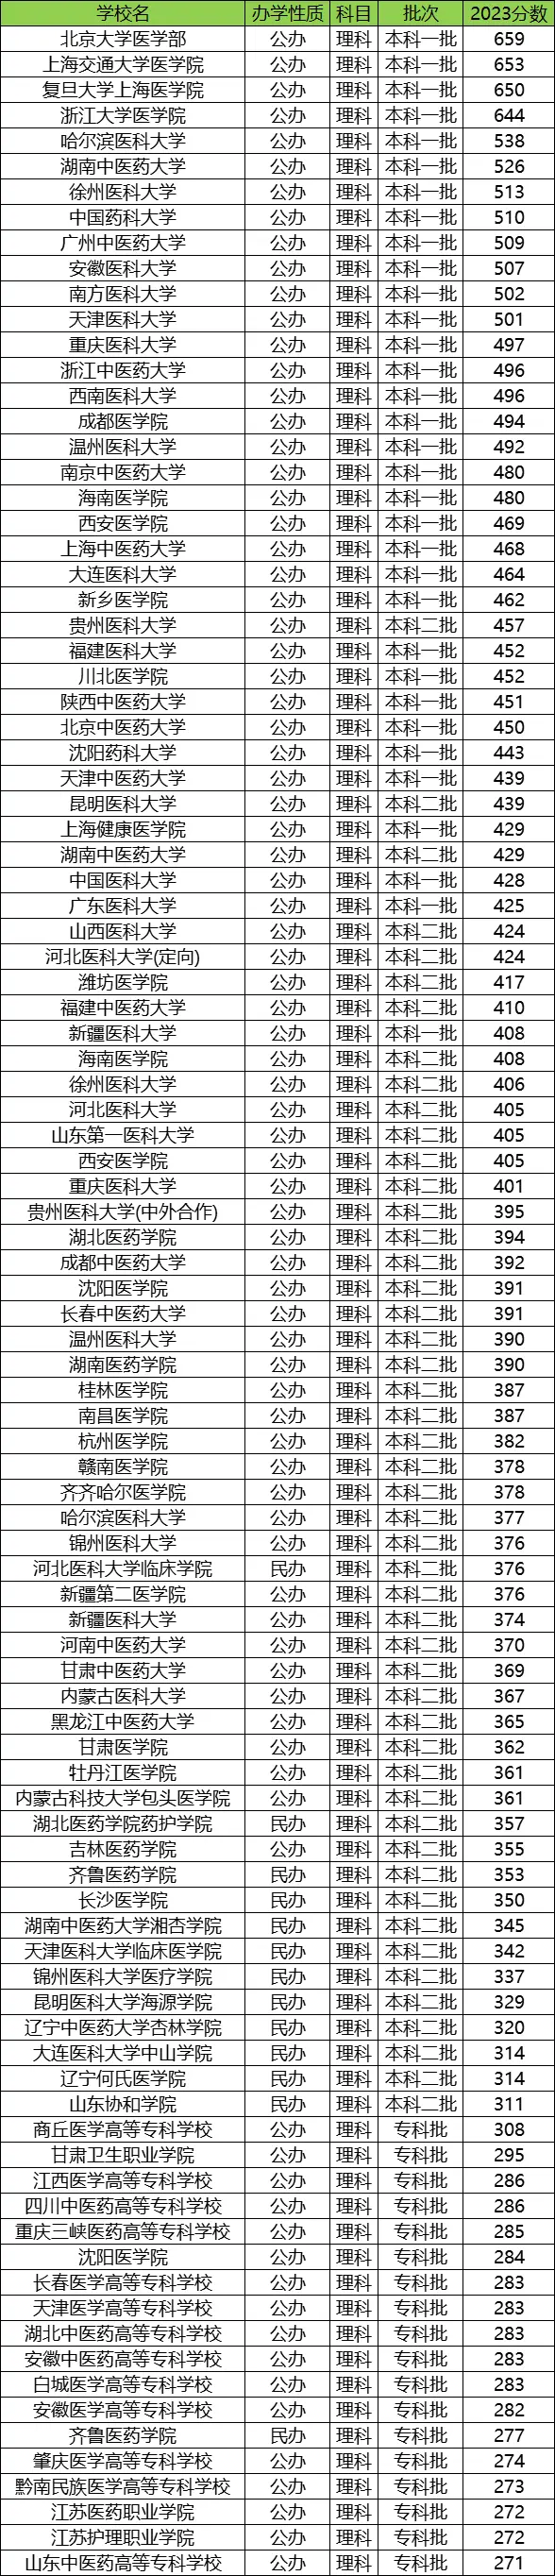 学校名 办学性质 科目 批次 2023分数
北京大学医学部 公办 理科 本科一批 659
上海交通大学医学院 公办 理科 本科一批 653
复旦大学上海医学院 公办 理科 本科一批 650
浙江大学医学院 公办 理科 本科一批 644
哈尔滨医科大学 公办 理科 本科一批 538
湖南中医药大学 公办 理科 本科一批 526
徐州医科大学 公办 理科 本科一批 513
中国药科大学 公办 理科 本科一批 510
广州中医药大学 公办 理科 本科一批 509
安徽医科大学 公办 理科 本科一批 507
南方医科大学 公办 理科 本科一批 502
天津医科大学 公办 理科 本科一批 501
重庆医科大学 公办 理科 本科一批 497
浙江中医药大学 公办 理科 本科一批 496
西南医科大学 公办 理科 本科一批 496
成都医学院 公办 理科 本科一批 494
温州医科大学 公办 理科 本科一批 492
南京中医药大学 公办 理科 本科一批 480
海南医学院 公办 理科 本科一批 480
西安医学院 公办 理科 本科一批 469
上海中医药大学 公办 理科 本科一批 468
大连医科大学 公办 理科 本科一批 464
新乡医学院 公办 理科 本科一批 462
贵州医科大学 公办 理科 本科二批 457
福建医科大学 公办 理科 本科一批 452
川北医学院 公办 理科 本科一批 452
陕西中医药大学 公办 理科 本科一批 451
北京中医药大学 公办 理科 本科一批 450
沈阳药科大学 公办 理科 本科一批 443
天津中医药大学 公办 理科 本科一批 439
昆明医科大学 公办 理科 本科二批 439
上海健康医学院 公办 理科 本科一批 429
湖南中医药大学 公办 理科 本科二批 429
中国医科大学 公办 理科 本科一批 428
广东医科大学 公办 理科 本科一批 425
山西医科大学 公办 理科 本科二批 424
河北医科大学(定向) 公办 理科 本科二批 424
潍坊医学院 公办 理科 本科二批 417
福建中医药大学 公办 理科 本科二批 410
新疆医科大学 公办 理科 本科一批 408
海南医学院 公办 理科 本科二批 408
徐州医科大学 公办 理科 本科二批 406
河北医科大学 公办 理科 本科二批 405
山东第一医科大学 公办 理科 本科二批 405
西安医学院 公办 理科 本科二批 405
重庆医科大学 公办 理科 本科二批 401
贵州医科大学(中外合作) 公办 理科 本科二批 395
湖北医药学院 公办 理科 本科二批 394
成都中医药大学 公办 理科 本科二批 392
沈阳医学院 公办 理科 本科二批 391
长春中医药大学 公办 理科 本科二批 391
温州医科大学 公办 理科 本科二批 390
湖南医药学院 公办 理科 本科二批 390
桂林医学院 公办 理科 本科二批 387
南昌医学院 公办 理科 本科二批 387
杭州医学院 公办 理科 本科二批 382
赣南医学院 公办 理科 本科二批 378
齐齐哈尔医学院 公办 理科 本科二批 378
哈尔滨医科大学 公办 理科 本科二批 377
锦州医科大学 公办 理科 本科二批 376
河北医科大学临床学院 民办 理科 本科二批 376
新疆第二医学院 公办 理科 本科二批 376
新疆医科大学 公办 理科 本科二批 374
河南中医药大学 公办 理科 本科二批 370
甘肃中医药大学 公办 理科 本科二批 369
内蒙古医科大学 公办 理科 本科二批 367
黑龙江中医药大学 公办 理科 本科二批 365
甘肃医学院 公办 理科 本科二批 362
牡丹江医学院 公办 理科 本科二批 361
内蒙古科技大学包头医学院 公办 理科 本科二批 361
湖北医药学院药护学院 民办 理科 本科二批 357
吉林医药学院 公办 理科 本科二批 355
齐鲁医药学院 民办 理科 本科二批 353
长沙医学院 民办 理科 本科二批 350
湖南中医药大学湘杏学院 民办 理科 本科二批 345
天津医科大学临床医学院 民办 理科 本科二批 342
锦州医科大学医疗学院 民办 理科 本科二批 337
昆明医科大学海源学院 民办 理科 本科二批 329
辽宁中医药大学杏林学院 民办 理科 本科二批 320
大连医科大学中山学院 民办 理科 本科二批 314
辽宁何氏医学院 民办 理科 本科二批 314
山东协和学院 民办 理科 本科二批 311
商丘医学高等专科学校 公办 理科 专科批 308
甘肃卫生职业学院 公办 理科 专科批 295
江西医学高等专科学校 公办 理科 专科批 286
四川中医药高等专科学校 公办 理科 专科批 286
重庆三峡医药高等专科学校 公办 理科 专科批 285
沈阳医学院 公办 理科 专科批 284
长春医学高等专科学校 公办 理科 专科批 283
天津医学高等专科学校 公办 理科 专科批 283
湖北中医药高等专科学校 公办 理科 专科批 283
安徽中医药高等专科学校 公办 理科 专科批 283
白城医学高等专科学校 公办 理科 专科批 283
安徽医学高等专科学校 公办 理科 专科批 282
齐鲁医药学院 民办 理科 专科批 277
肇庆医学高等专科学校 公办 理科 专科批 274
黔南民族医学高等专科学校 公办 理科 专科批 273
江苏医药职业学院 公办 理科 专科批 272
江苏护理职业学院 公办 理科 专科批 272
山东中医药高等专科学校 公办 理科 专科批 271